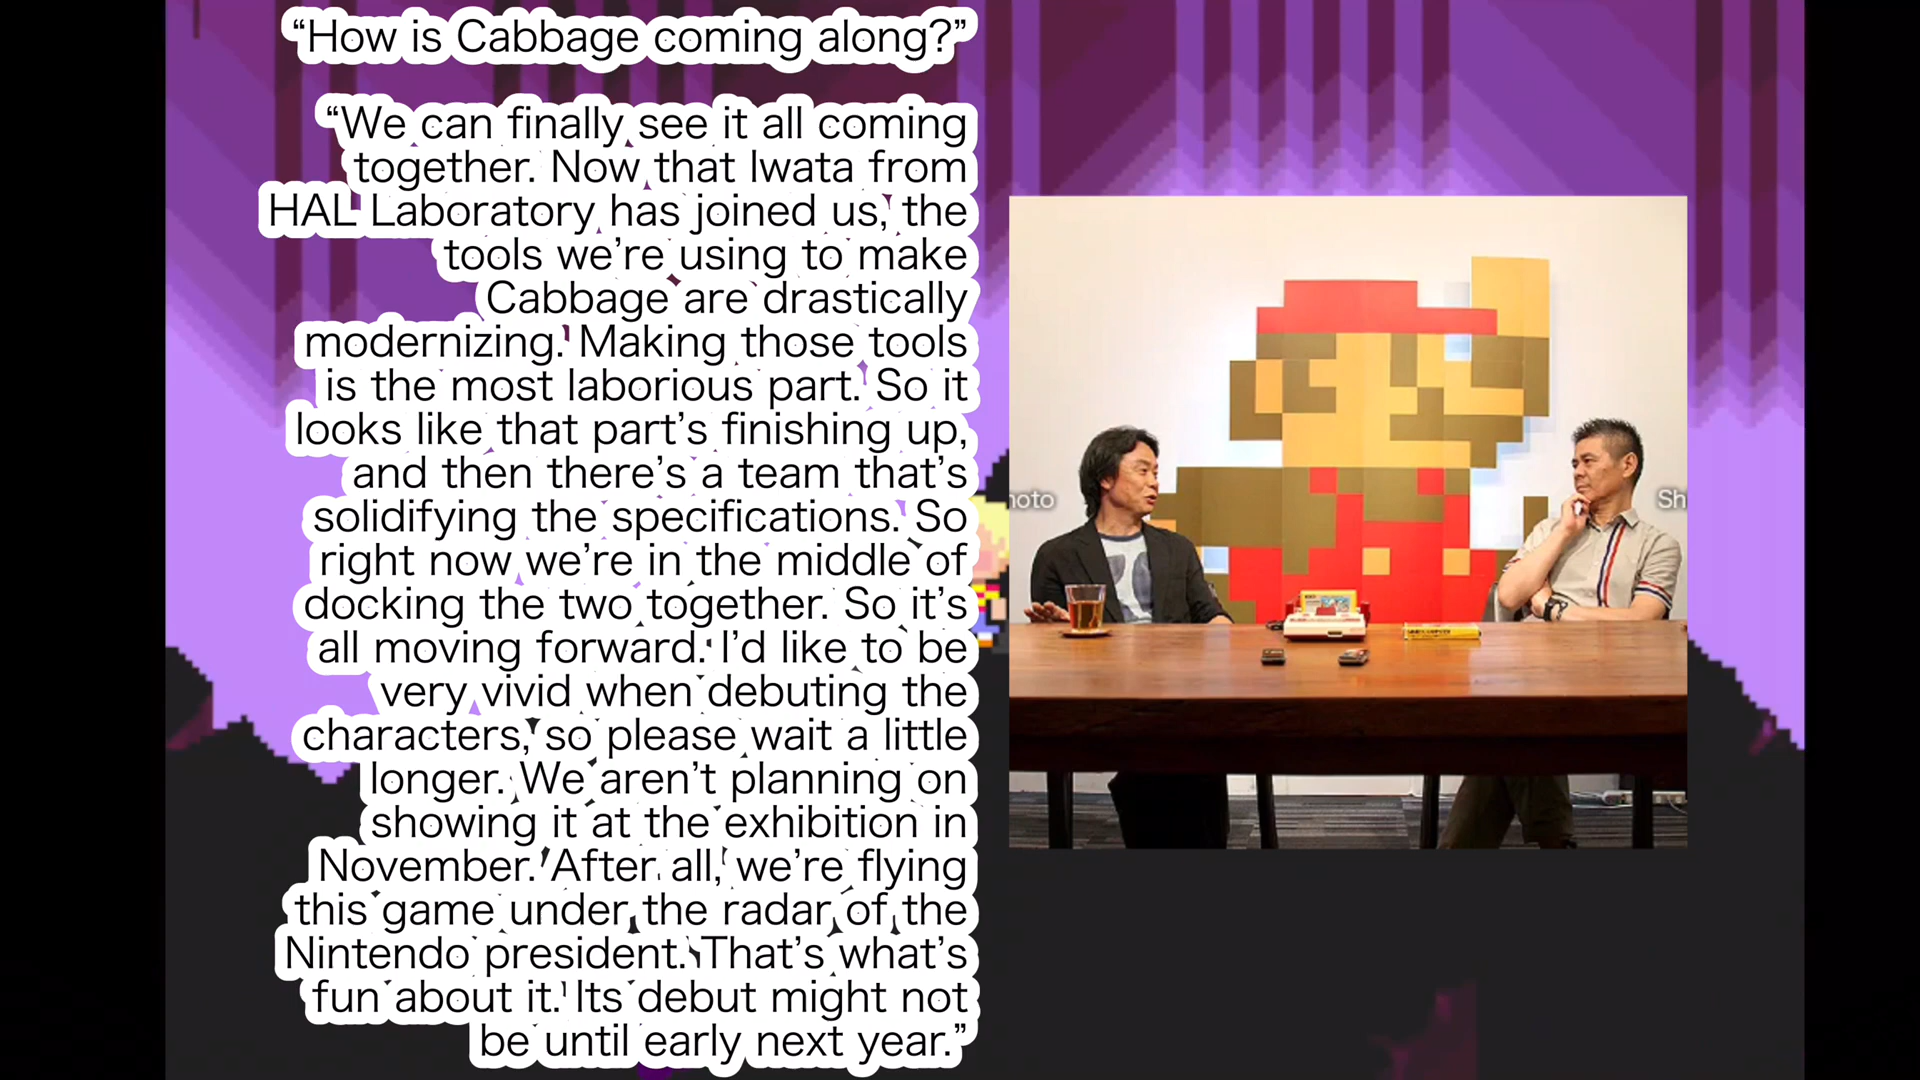 “How is Cabbage coming along?”
“We can finally see it all coming
together. Now that Iwata from
HAL Laboratory has joined us, the
tools we’re using to make
Cabbage are drastically
modernizing. Making those tools
is the most laborious part. So it
looks like that part’s finishing up,
and then there’s a team that’s
solidifying the specifications. So
right now we’re in the middle of
docking the two together. So it’s
all moving forward. I’d like to be
very vivid when debuting the
characters, so please wait a little
longer. We aren’t planning on
showing it at the exhibition in
November. After all, we’re flying
this game under the radar of the
Nintendo president. That’s what’s
fun about it. Its debut might not
be until early next year.”
noto
Sh